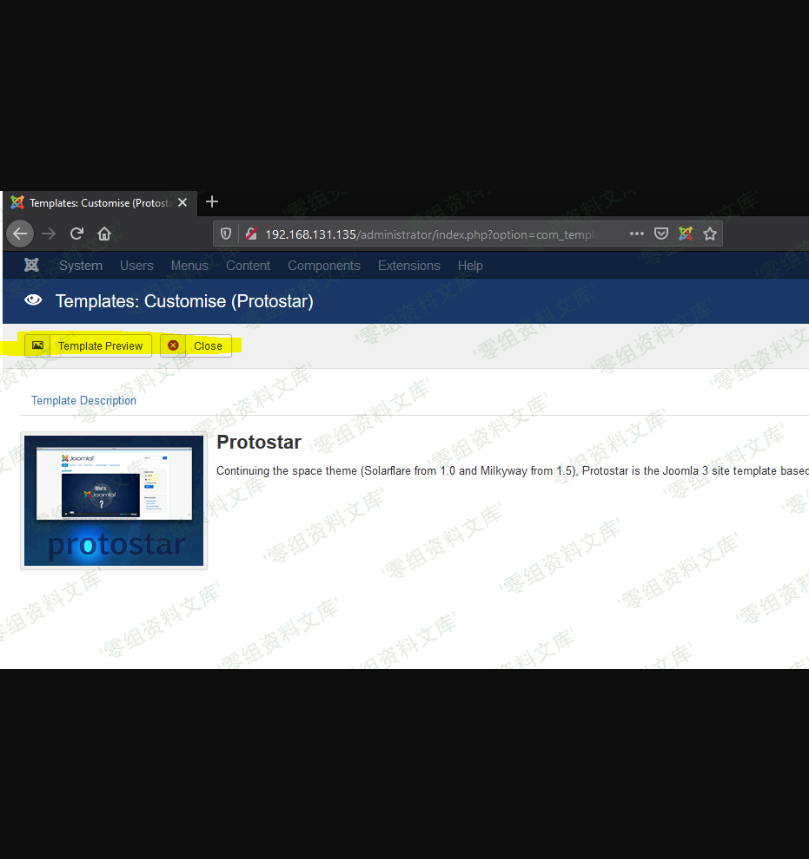 Templates: Customise (Protosta
192.168.131.135/administrator/index.php?option=com_templ
System Users Menus Content Components Extensions Help
Templates: Customise (Protostar)
Template Preview Close
Template Description
Protostar
Continuing the space theme (Solarflare from 1.0 and Milkyway from 1.5), Protostar is the Joomla 3 site template based
Joomla!
protostar
'零组资料文库'